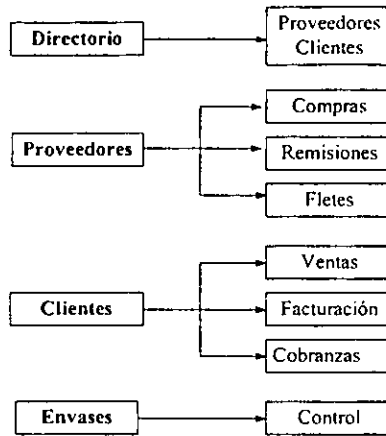 Directorio
Proveedores
Clientes
Proveedores
Compras
Remisiones
Fletes
Clientes
Ventas
Facturación
Cobranzas
Envases
Control